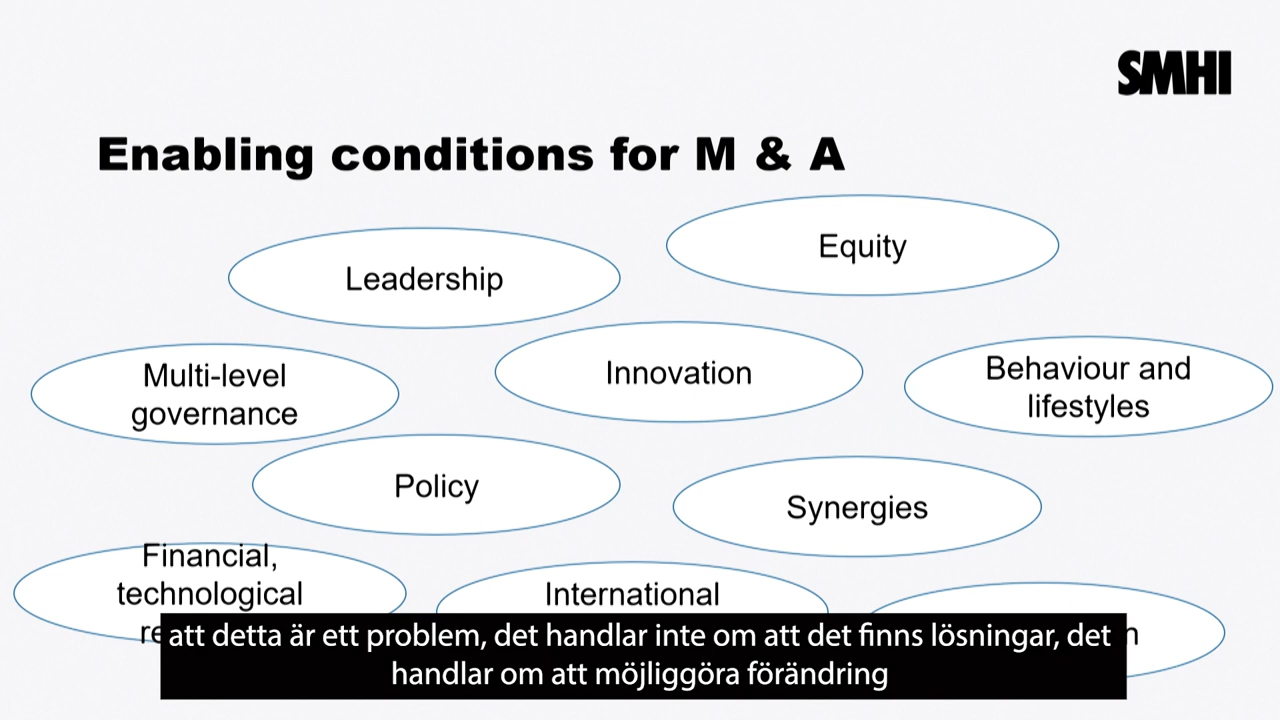 SMHI
Enabling conditions for M & A
Equity
Leadership
Innovation
Behaviour and
lifestyles
Multi-level
governance
Policy
Synergies
Financial,
technological
International
att detta är ett problem, det handlar inte om att det finns lösningar, det
handlar om att möjliggöra förändring